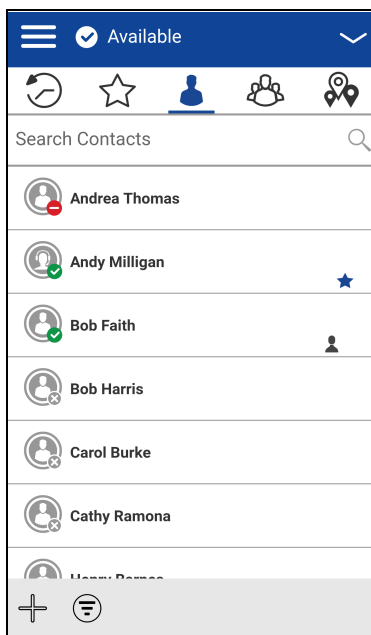 Available
Search Contacts
Andrea Thomas
Andy Milligan
Bob Faith
Bob Harris
Carol Burke
Cathy Ramona